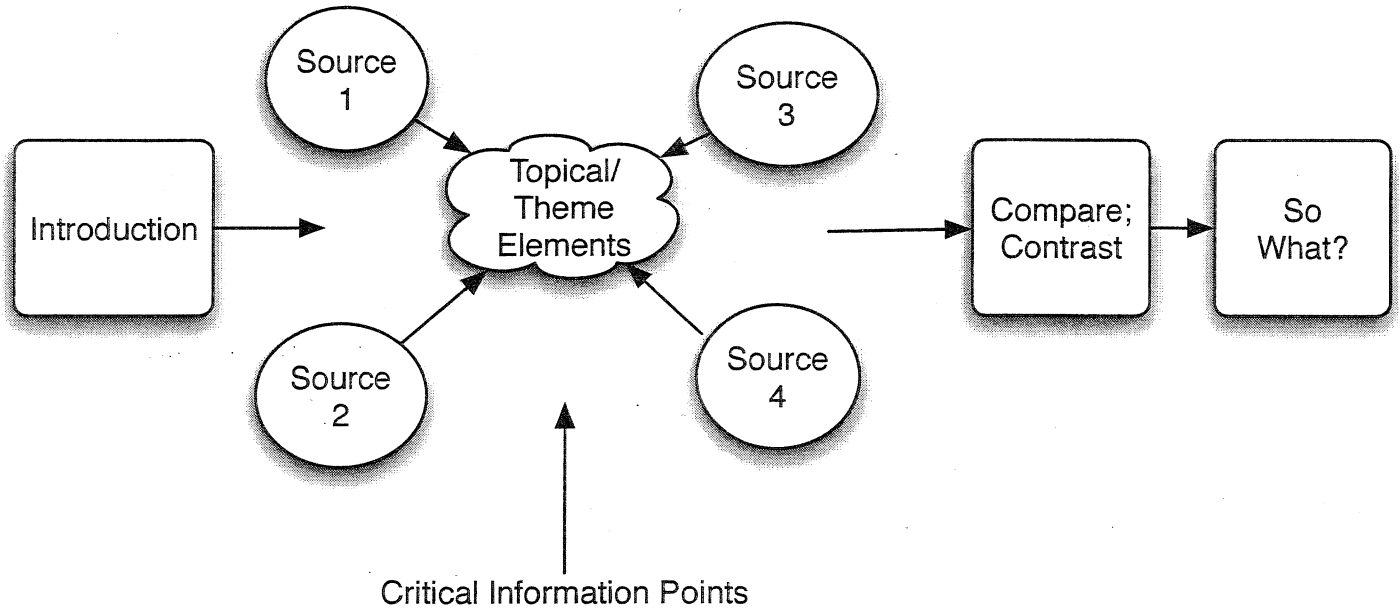 Introduction
Source
1
Source
2
Topical/
Theme
Elements
Source
3
Source
4
Critical Information Points
Compare;
Contrast
So
What?